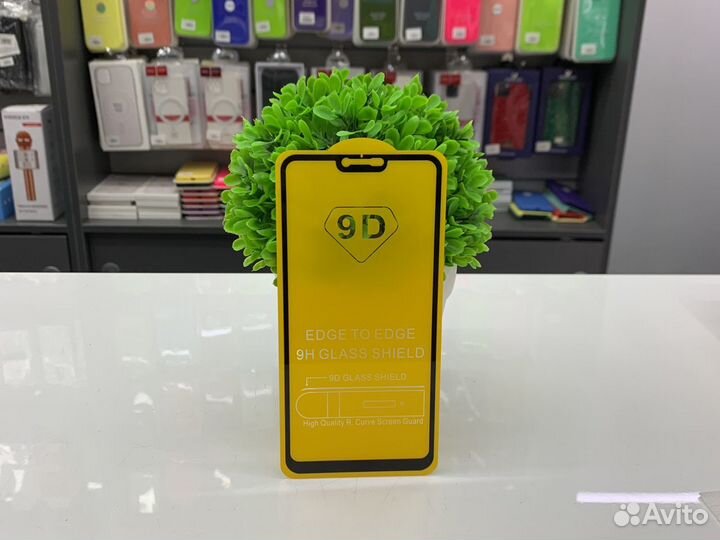 9D
EDGE TO EDGE
9H GLASS SHIELD
9D GLASS SHIELD
High Quality R. Curve Screen Guard
Avito